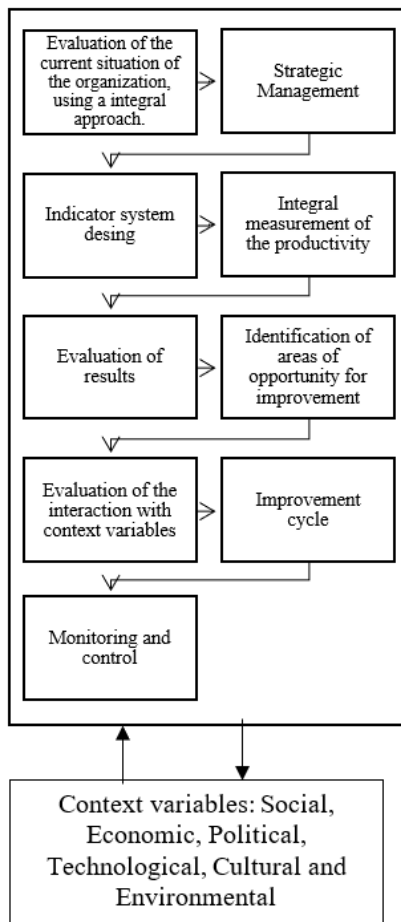 Evaluation of the
current situation of
the organization,
using a integral
approach.
Strategic
Management
Indicator system
desing
Integral
measurement of
the productivity
Evaluation of
results
Identification of
areas of
opportunity for
improvement
Evaluation of the
interaction with
context variables
Improvement
cycle
Monitoring and
control
Context variables: Social,
Economic, Political,
Technological, Cultural and
Environmental